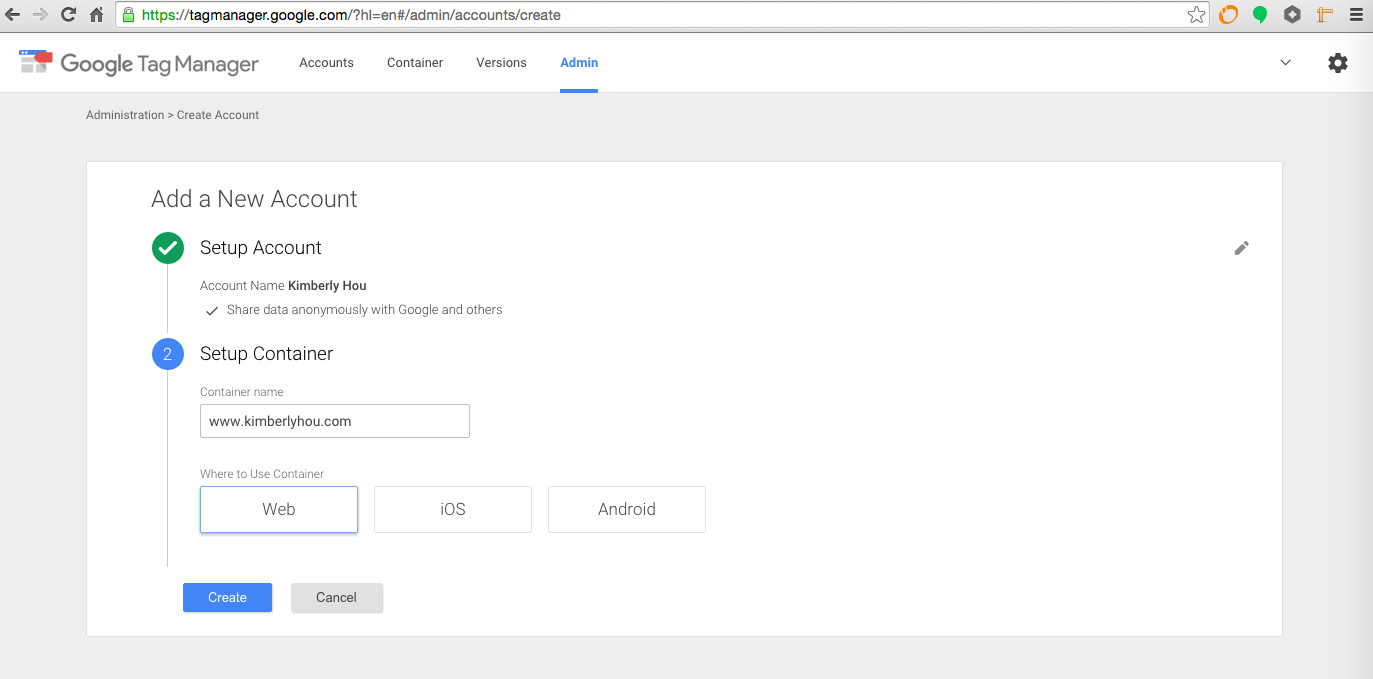 https://tagmanager.google.com/?hl=en#/admin/accounts/create
Google Tag Manager Accounts Container Versions Admin
Administration > Create Account
Add a New Account
Setup Account
Account Name Kimberly Hou
Share data anonymously with Google and others
2 Setup Container
Container name
www.kimberlyhou.com
Where to Use Container
Web iOS Android
Create Cancel